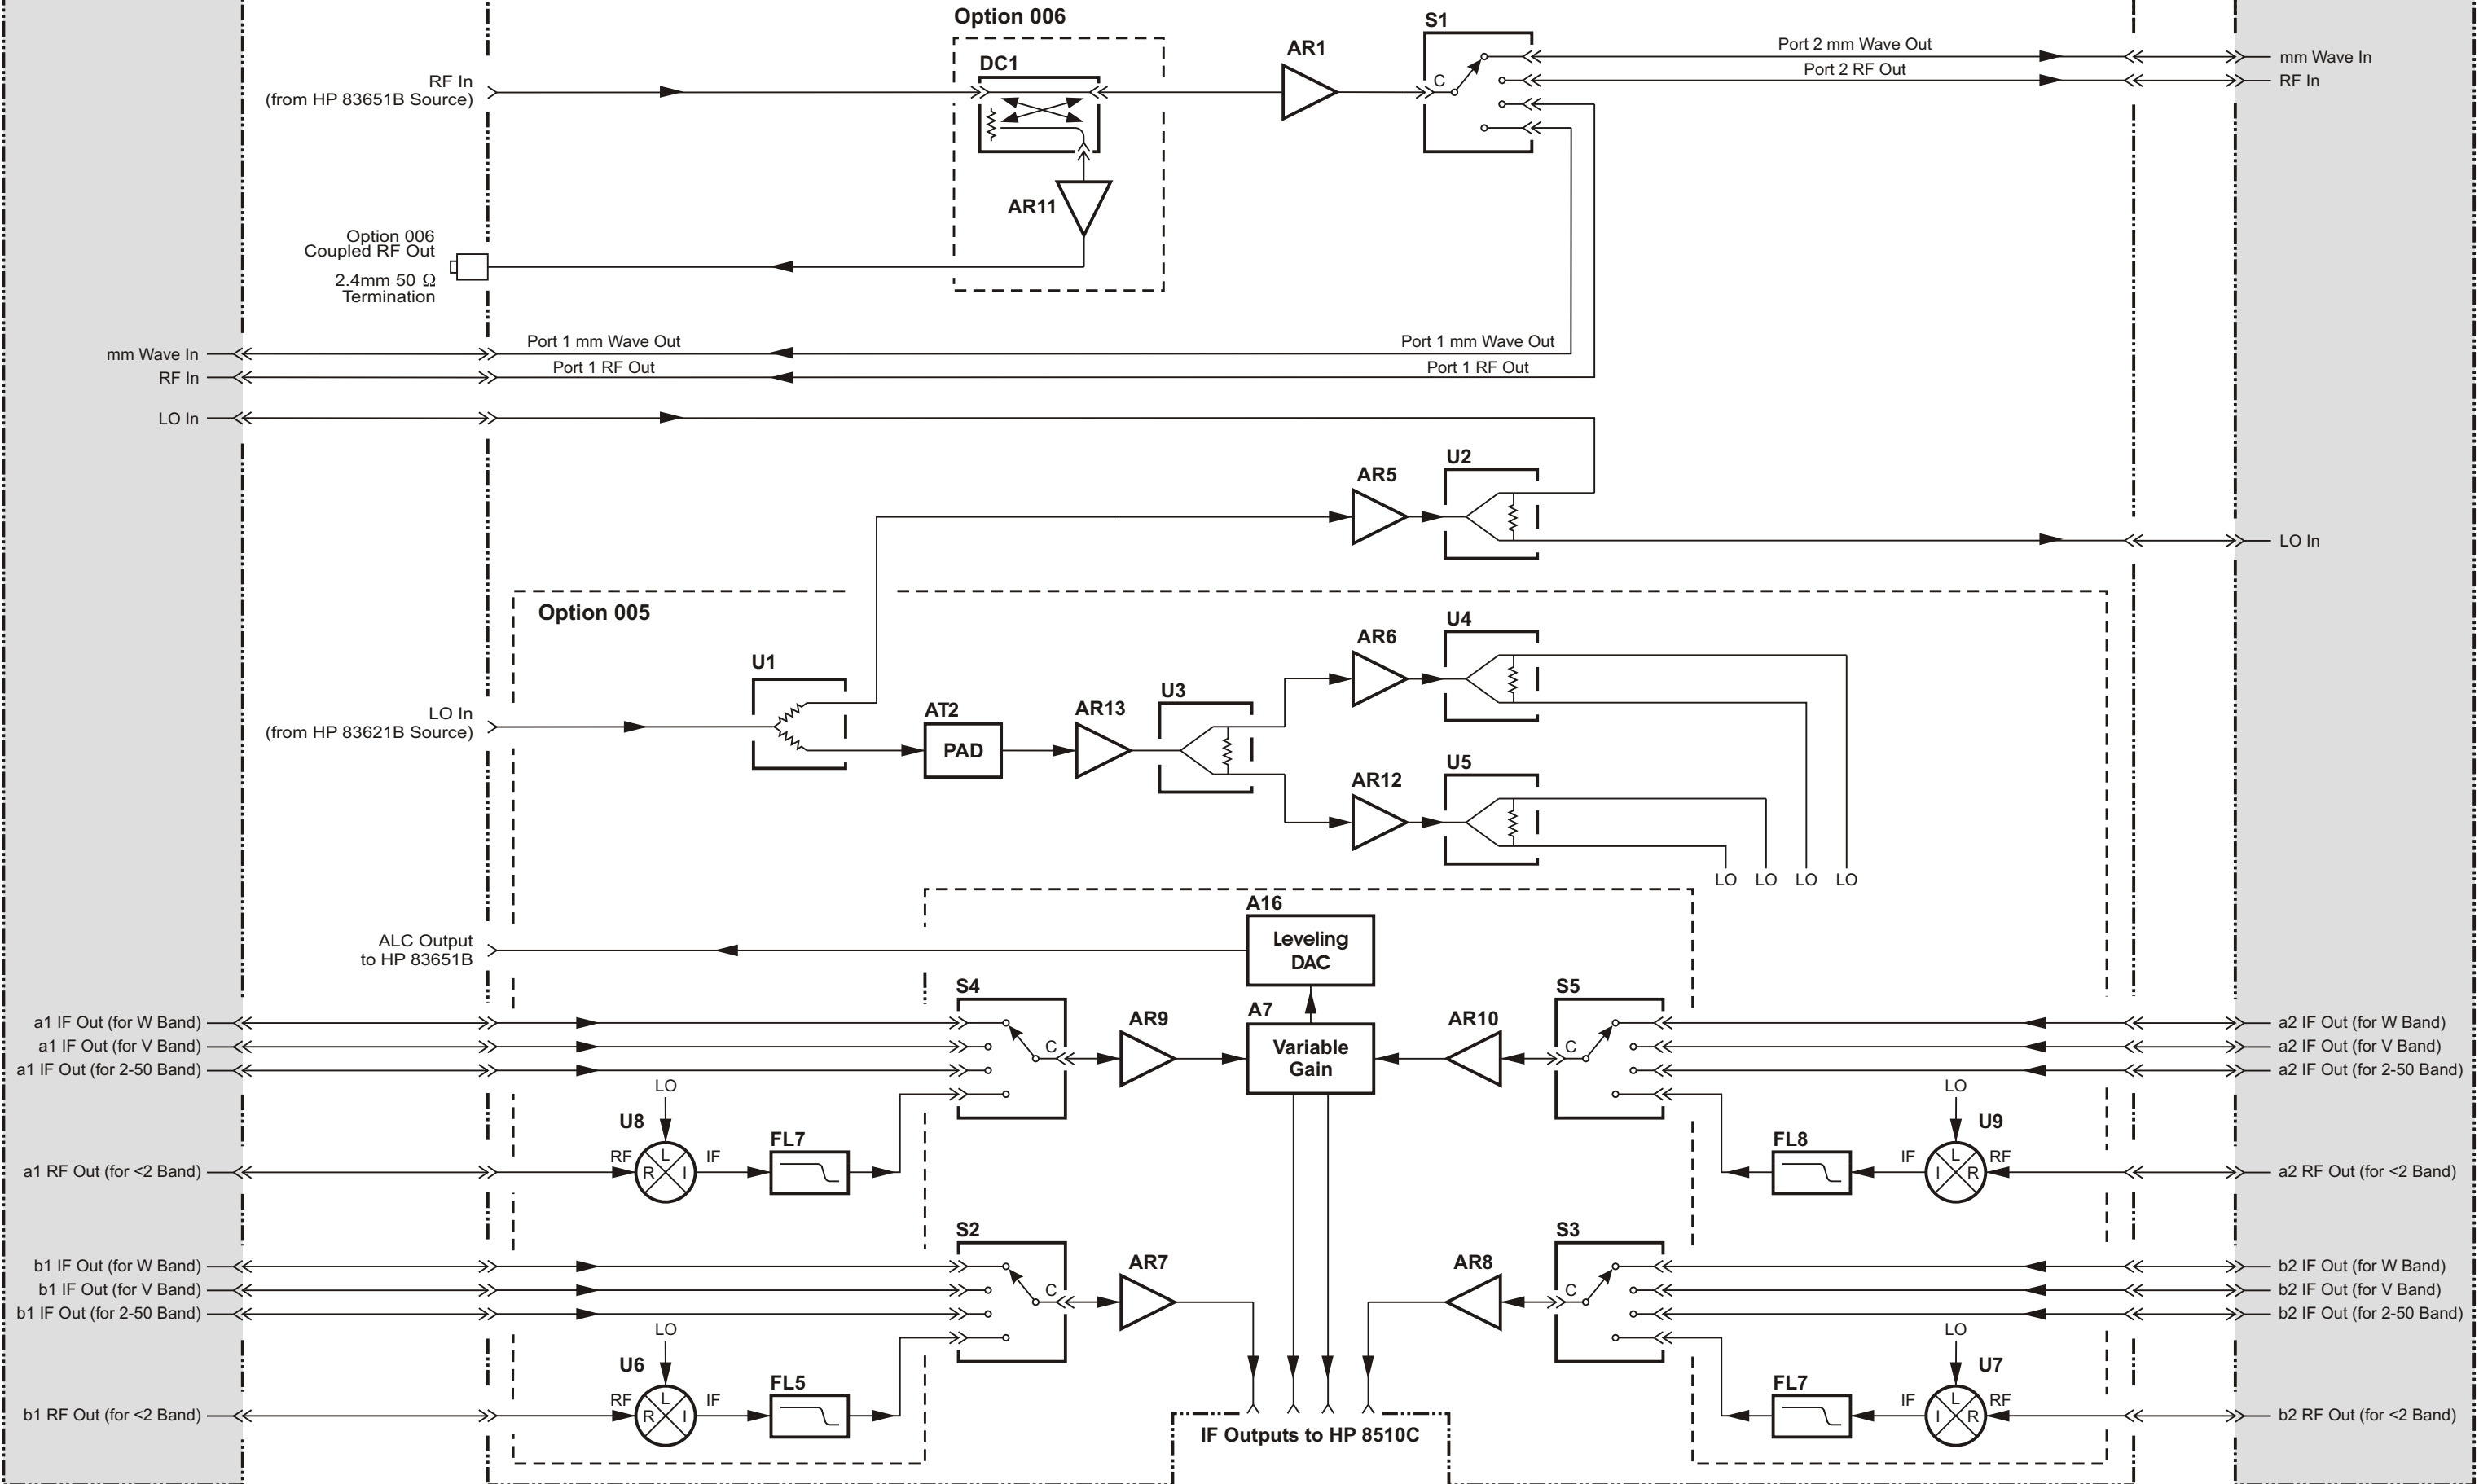 Option 006
S1
AR1
DC1
C
Port 2 mm Wave Out
mm Wave In
Port 2 RF Out
RF In
RF In
(from HP 83651B Source)
AR11
Option 006
Coupled RF Out
2.4mm 50 Ω
Termination
Port 1 mm Wave Out
Port 1 mm Wave Out
mm Wave In
Port 1 RF Out
Port 1 RF Out
RF In
LO In
U2
AR5
LO In
Option 005
U4
AR6
U1
U3
LO In
(from HP 83621B Source)
AT2
PAD
AR13
AR12
U5
LO LO LO LO
A16
Leveling
DAC
ALC Output
to HP 83651B
S4
A7
S5
Variable
Gain
AR9
AR10
C
C
a1 IF Out (for W Band)
a1 IF Out (for V Band)
a1 IF Out (for 2-50 Band)
a2 IF Out (for W Band)
a2 IF Out (for V Band)
a2 IF Out (for 2-50 Band)
LO
U8
FL7
RF
L
R
I
IF
a1 RF Out (for <2 Band)
LO
U9
FL8
IF
L
I
R
RF
a2 RF Out (for <2 Band)
S2
AR7
AR8
S3
C
C
b1 IF Out (for W Band)
b1 IF Out (for V Band)
b1 IF Out (for 2-50 Band)
b2 IF Out (for W Band)
b2 IF Out (for V Band)
b2 IF Out (for 2-50 Band)
LO
U6
FL5
RF
L
R
I
IF
b1 RF Out (for <2 Band)
LO
U7
FL7
IF
L
I
R
RF
b2 RF Out (for <2 Band)
IF Outputs to HP 8510C